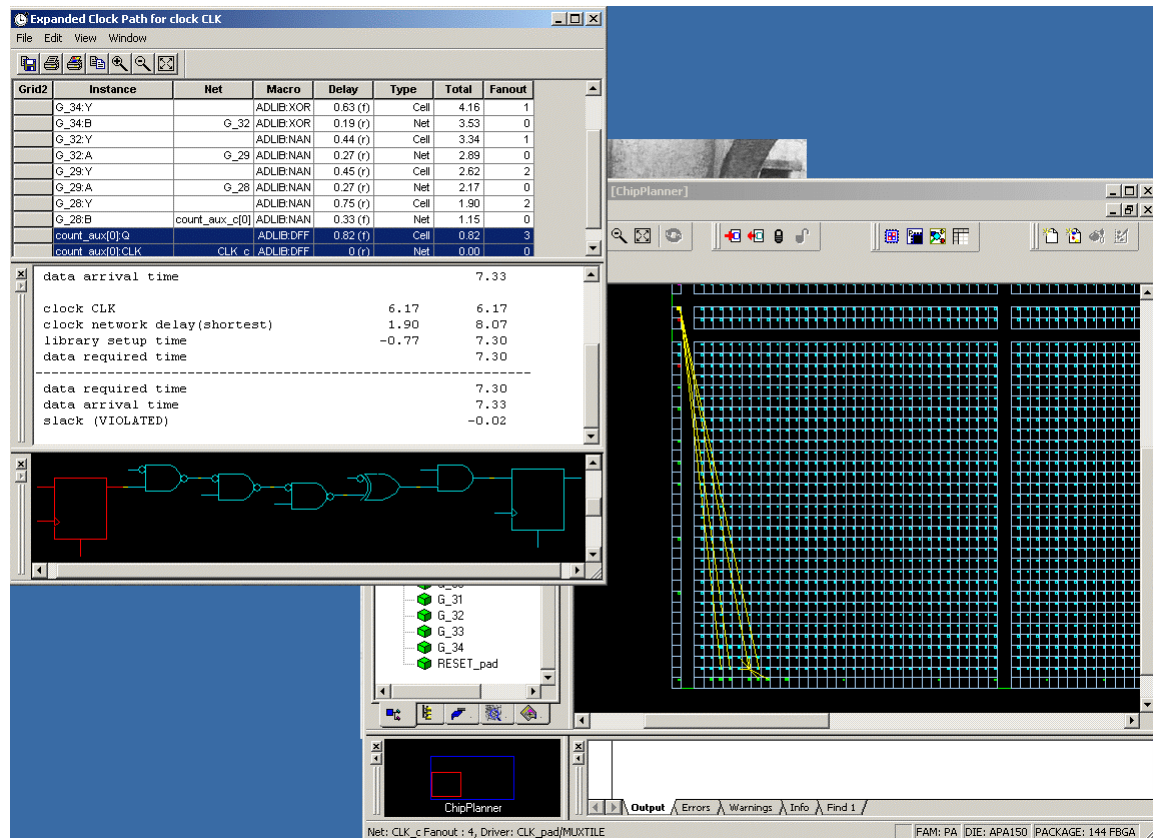 Expanded Clock Path for clock CLK
File Edit View Window
Grid2 Instance Net Macro Delay Type Total Fanout
G_34:Y ADLIB:XOR 0.63 (f) Cell 4.16 1
G_34:B G_32 ADLIB:XOR 0.19 (r) Net 3.53 0
G_32:Y ADLIB:NAN 0.44 (r) Cell 3.34 1
G_32:A G_29 ADLIB:NAN 0.27 (r) Net 2.89 0
G_29:Y ADLIB:NAN 0.45 (r) Cell 2.62 2
G_29:A G_28 ADLIB:NAN 0.27 (r) Net 2.17 0
G_28:Y ADLIB:NAN 0.75 (r) Cell 1.90 2
G_28:B count_aux_c[0] ADLIB:NAN 0.33 (f) Net 1.15 0
count_aux[0]:Q ADLIB:DFF 0.82 (f) Cell 0.82 3
count_aux[0]:CLK CLK_c ADLIB:DFF 0 (r) Net 0.00 0
[ChipPlanner]
data arrival time 7.33
clock CLK 6.17 6.17
clock network delay(shortest) 1.90 8.07
library setup time -0.77 7.30
data required time 7.30
data required time 7.30
data arrival time 7.33
slack (VIOLATED) -0.02
G_31
G_32
G_33
G_34
RESET_pad
ChipPlanner
Output Errors Warnings Info Find 1
Net: CLK_c Fanout : 4, Driver: CLK_pad/MUXTILE
FAM: PA DIE: APA150 PACKAGE: 144 FBGA